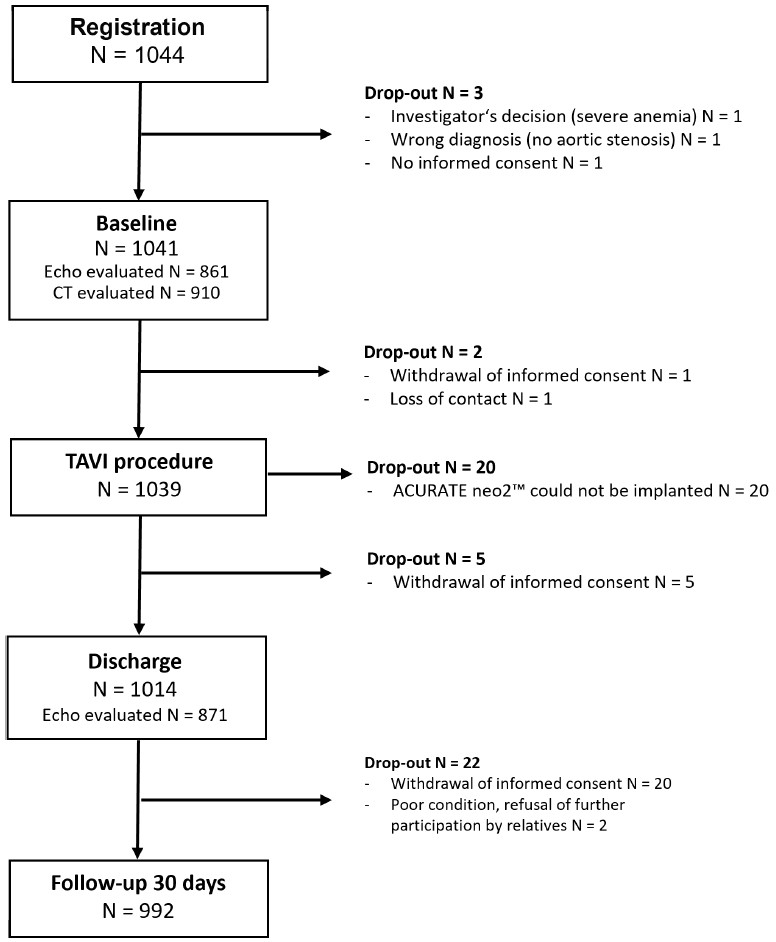 Registration
N = 1044
Drop-out N = 3
- Investigator‘s decision (severe anemia) N = 1
- Wrong diagnosis (no aortic stenosis) N = 1
- No informed consent N = 1
Baseline
N = 1041
Echo evaluated N = 861
CT evaluated N = 910
Drop-out N = 2
- Withdrawal of informed consent N = 1
- Loss of contact N = 1
TAVI procedure
N = 1039
Drop-out N = 20
- ACURATE neo2™ could not be implanted N = 20
Drop-out N = 5
- Withdrawal of informed consent N = 5
Discharge
N = 1014
Echo evaluated N = 871
Drop-out N = 22
- Withdrawal of informed consent N = 20
- Poor condition, refusal of further
participation by relatives N = 2
Follow-up 30 days
N = 992